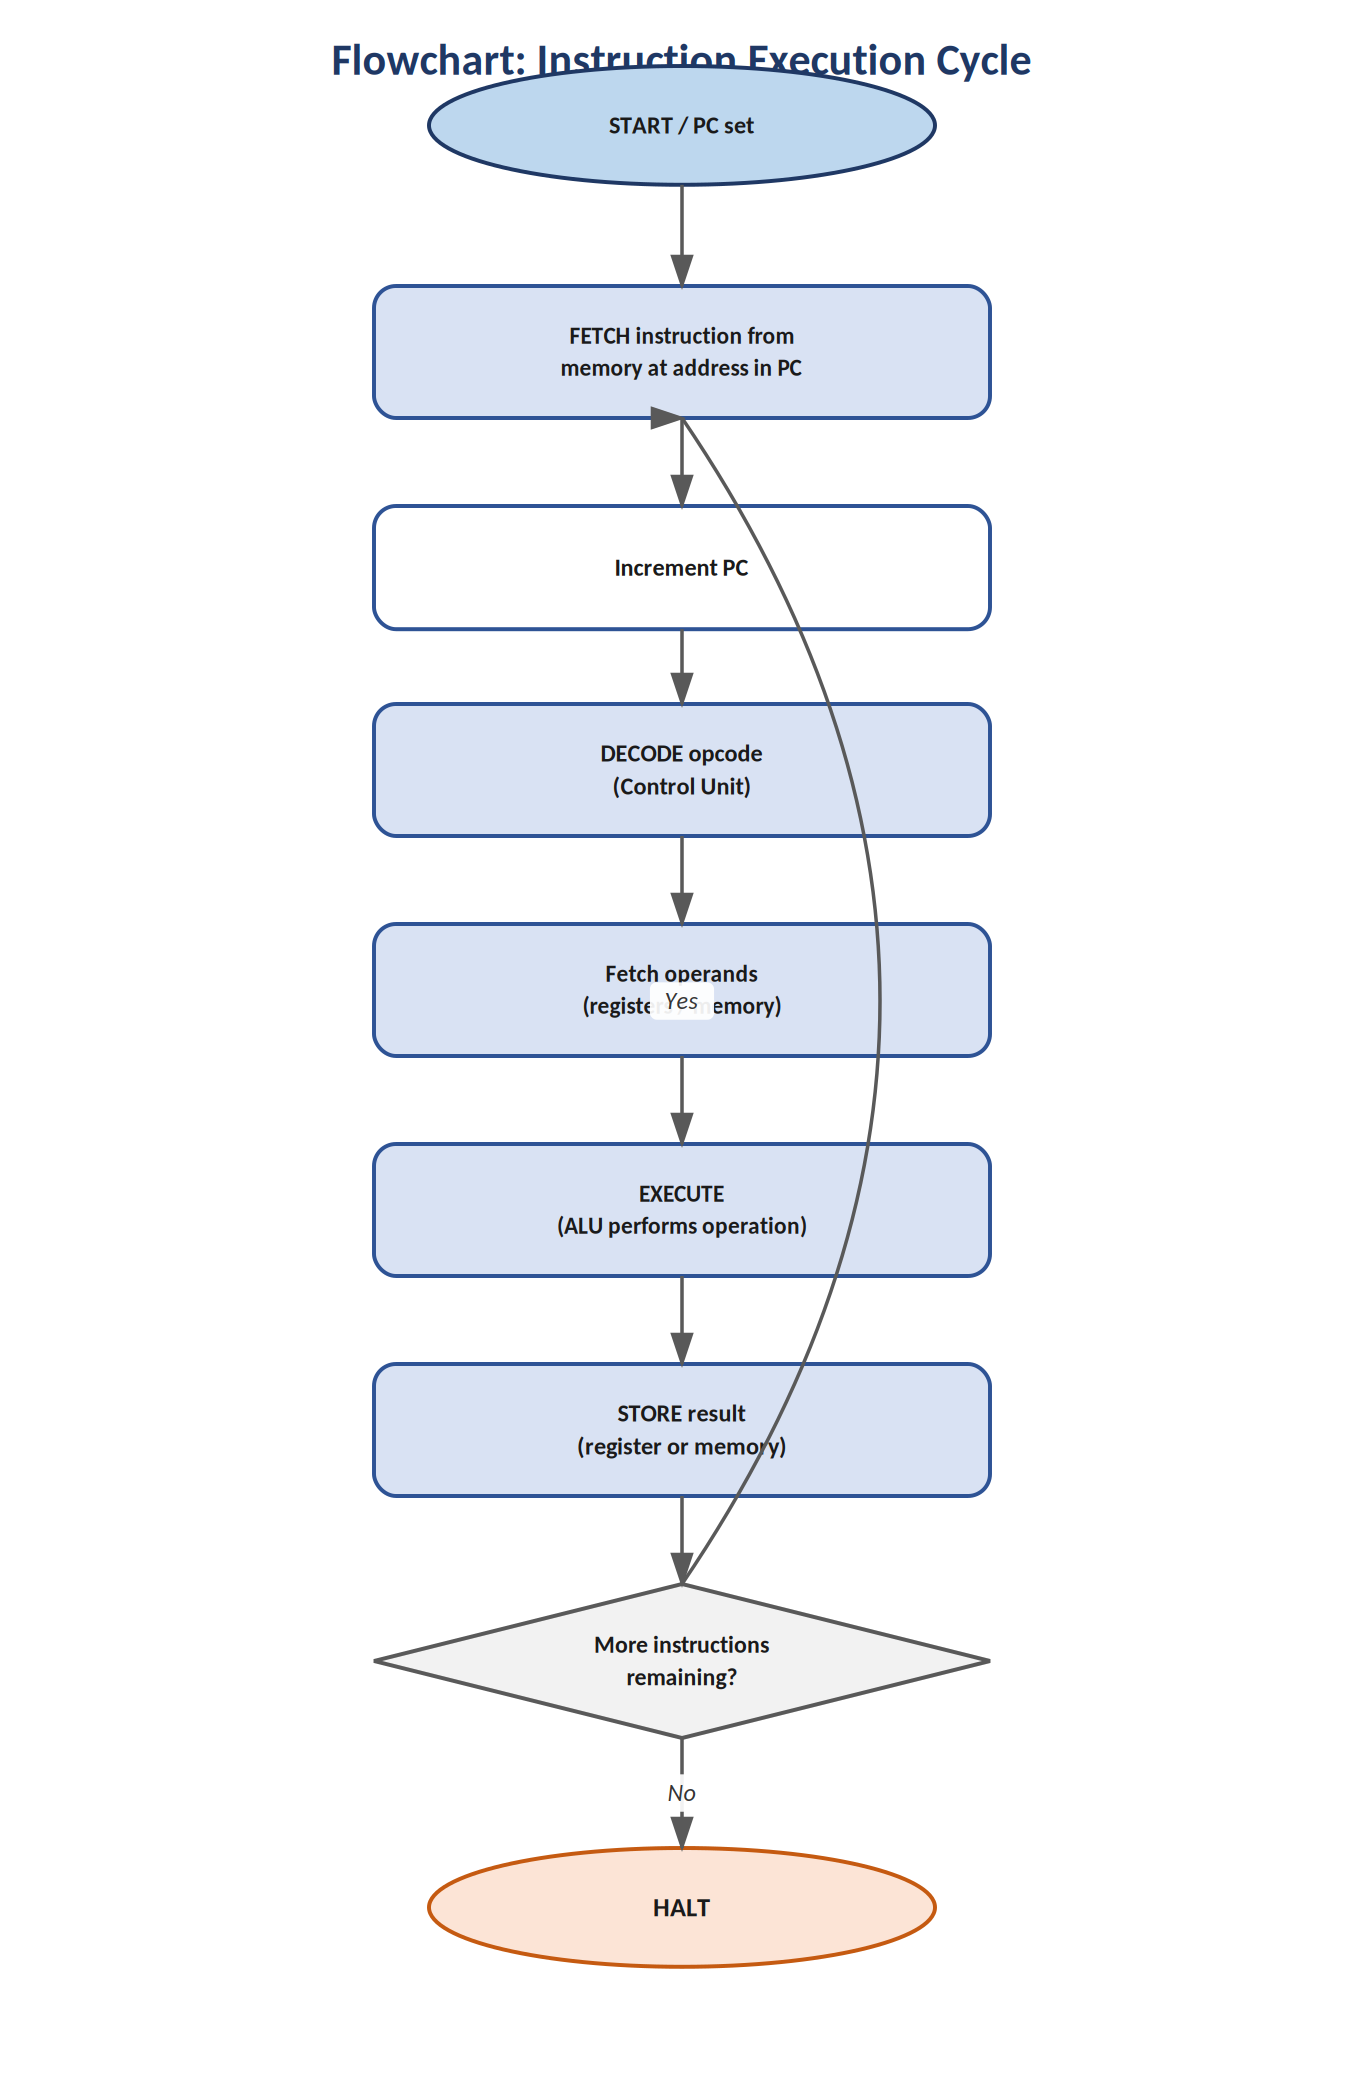 Flowchart: Instruction Execution Cycle
START / PC set
FETCH instruction from
memory at address in PC
Increment PC
DECODE opcode
(Control Unit)
Fetch operands
(registers / memory)
Yes
EXECUTE
(ALU performs operation)
STORE result
(register or memory)
More instructions
remaining?
No
HALT